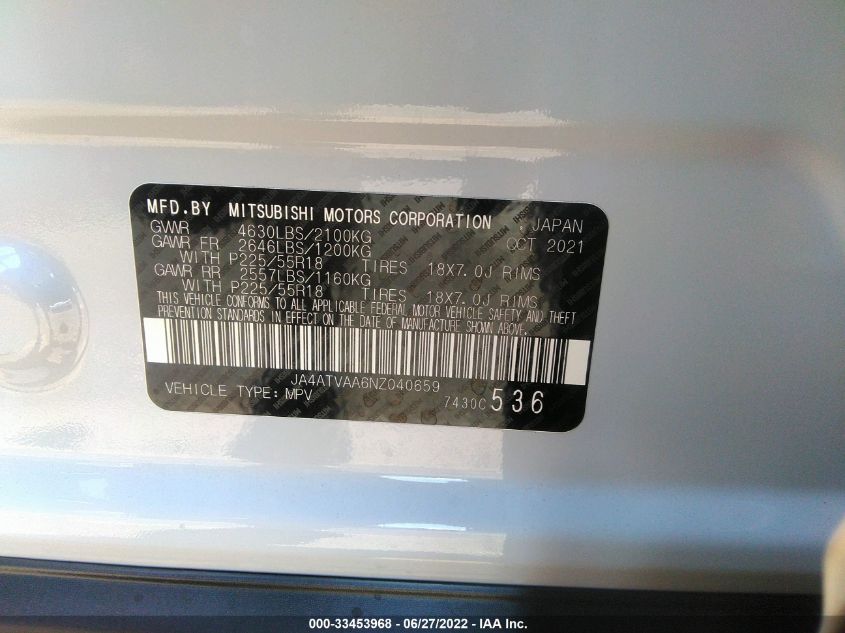 MFD.BY MITSUBISHI MOTORS CORPORATION , JAPAN
GVWR 4630LBS/2100KG OCT 2021
GAWR FR 2646LBS/1200KG
WITH P225/55R18 TIRES 18X7.0J RIMS
GAWR RR 2557LBS/1160KG
WITH P225/55R18 TIRES 18X7.0J RIMS
THIS VEHICLE CONFORMS TO ALL APPLICABLE FEDERAL MOTOR VEHICLE SAFETY AND THEFT
PREVENTION STANDARDS IN EFFECT ON THE DATE OF MANUFACTURE SHOWN ABOVE.
JA4ATVAA6NZ040659
VEHICLE TYPE: MPV 7430C 536
000-33453968 - 06/27/2022 - IAA Inc.